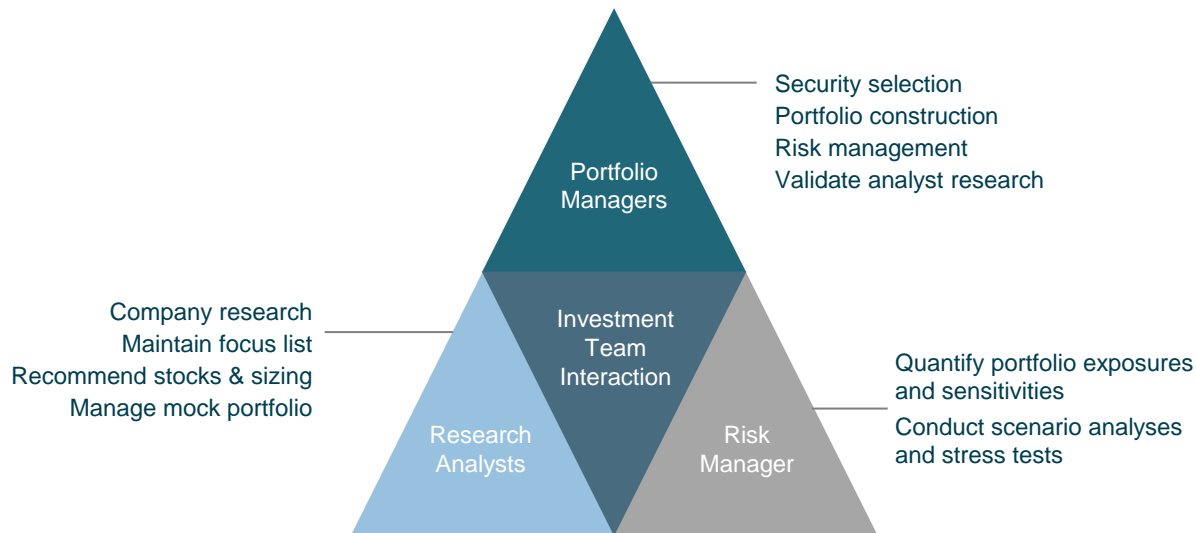 Security selection
Portfolio construction
Risk management
Validate analyst research
Portfolio
Managers
Company research
Maintain focus list
Recommend stocks & sizing
Manage mock portfolio
Investment
Team
Interaction
Quantify portfolio exposures
and sensitivities
Conduct scenario analyses
and stress tests
Research
Analysts
Risk
Manager